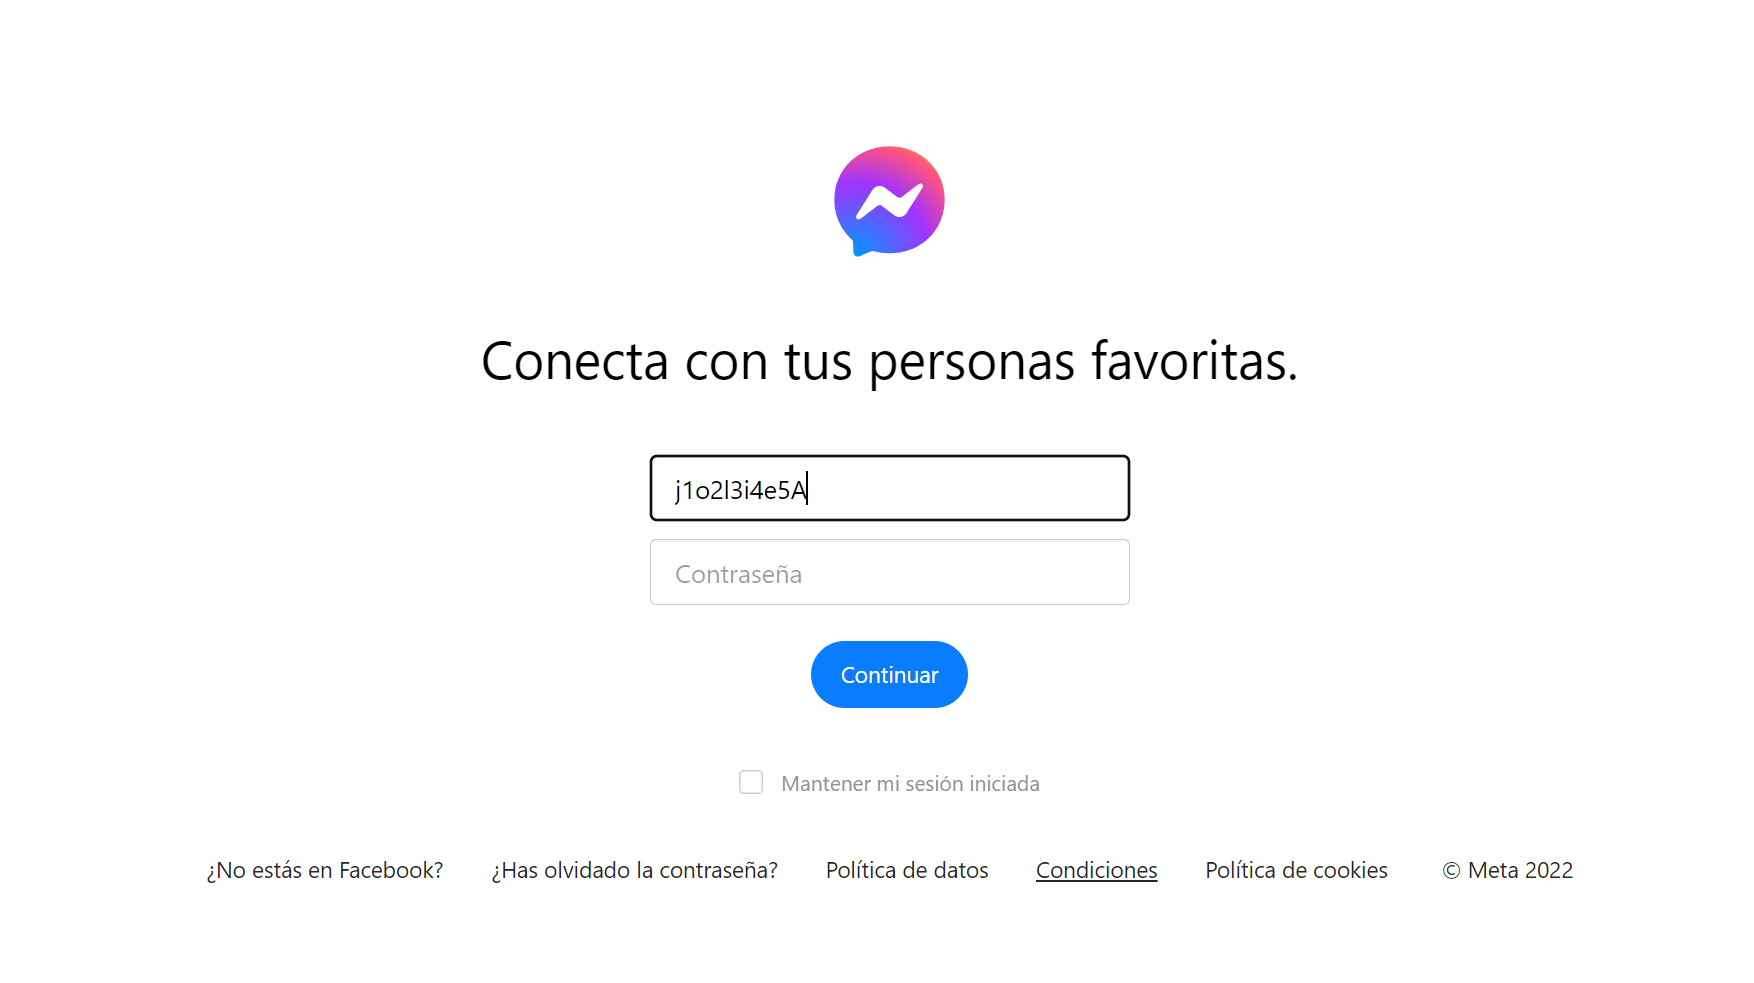 Conecta con tus personas favoritas.
j1o2l3i4e5A
Contraseña
Continuar
Mantener mi sesión iniciada
¿No estás en Facebook? ¿Has olvidado la contraseña? Política de datos Condiciones Política de cookies © Meta 2022